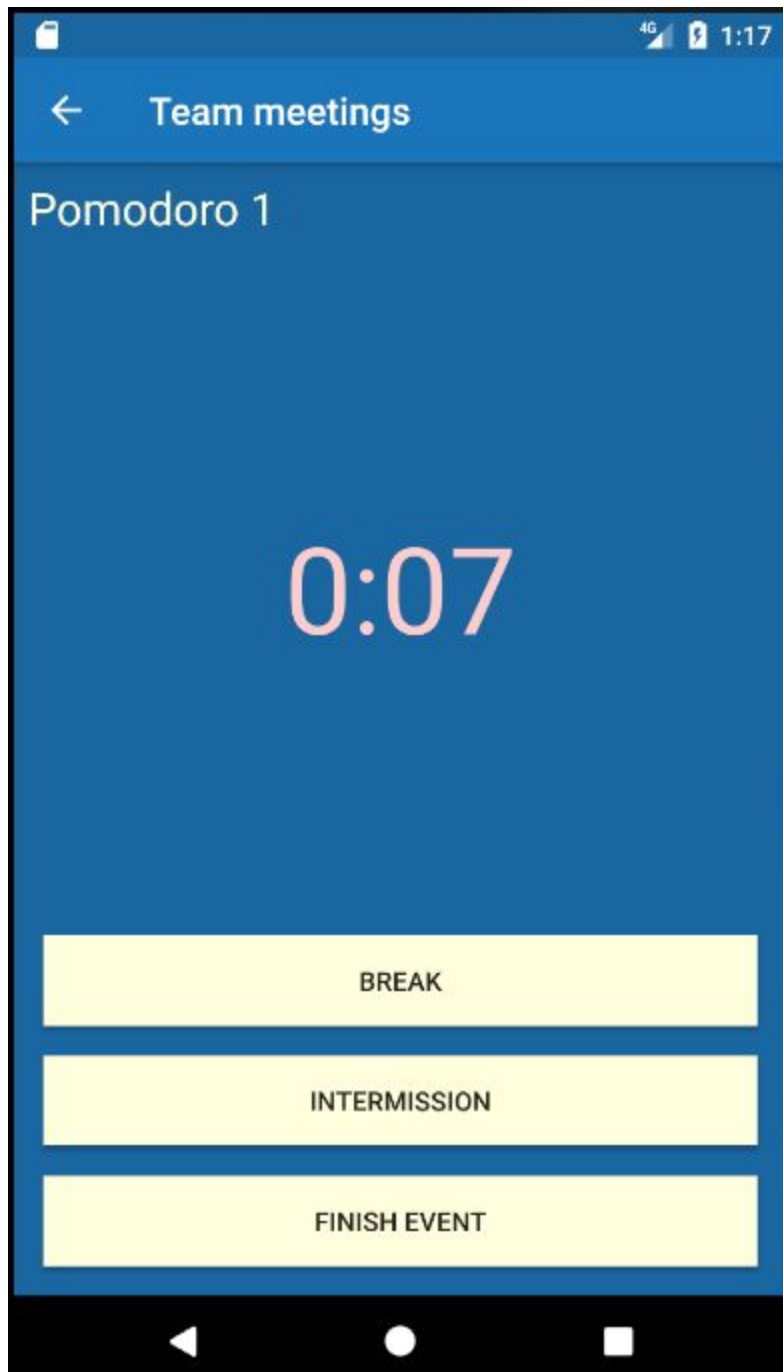 4G 1:17
Team meetings
Pomodoro 1
0:07
BREAK
INTERMISSION
FINISH EVENT